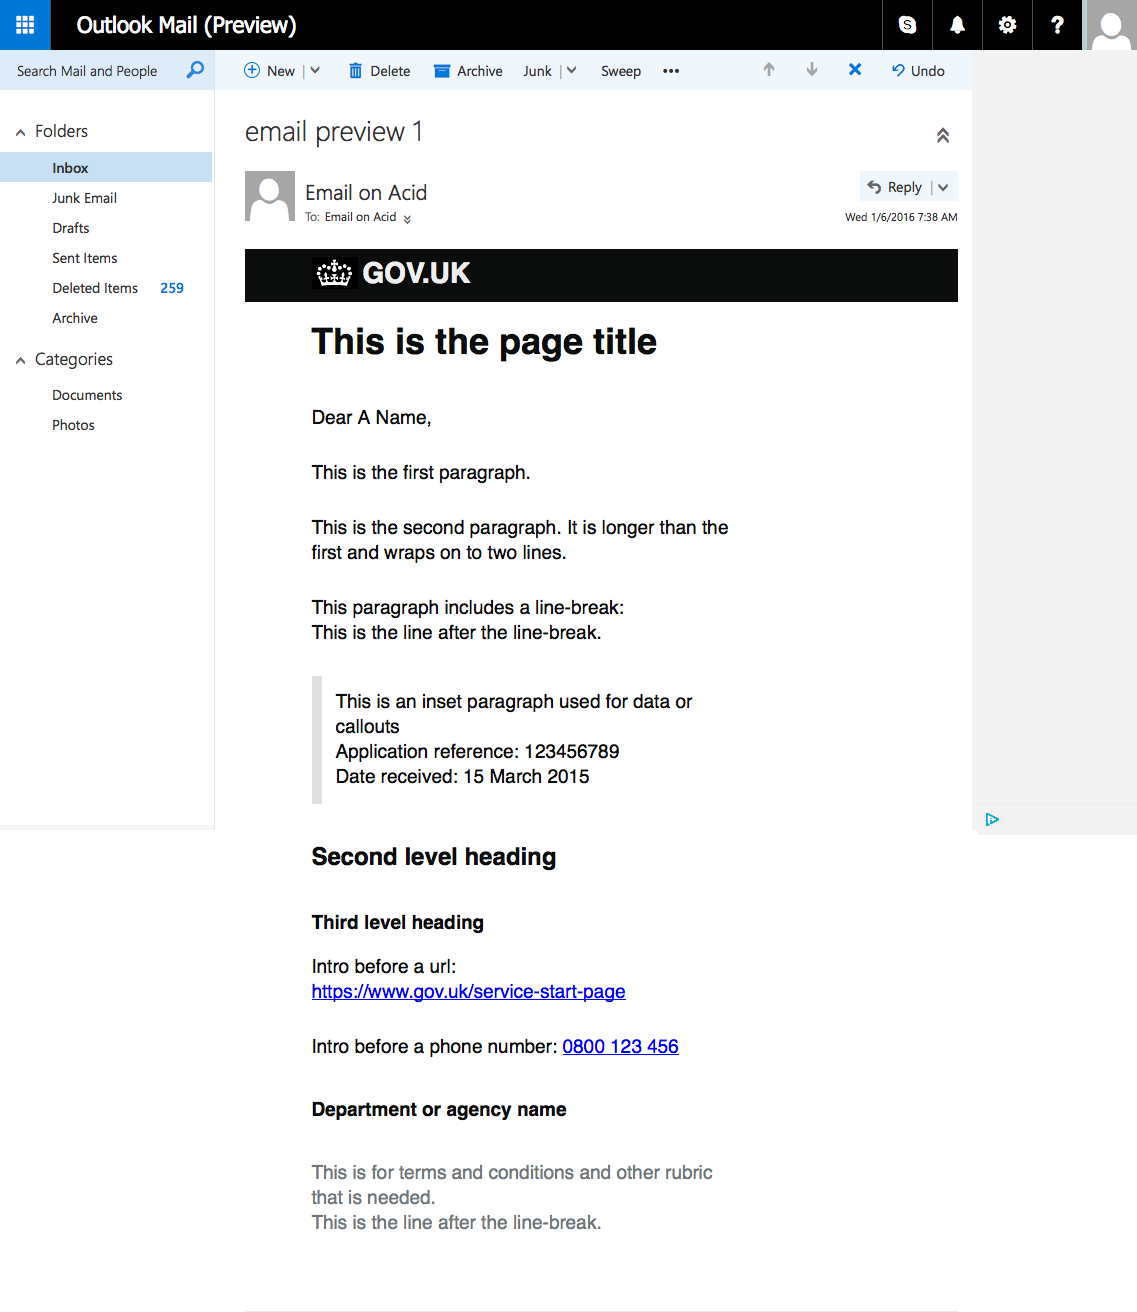 Outlook Mail (Preview)
S
?
Search Mail and People
New
Delete
Archive
Junk
Sweep
•••
Undo
Folders
Inbox
Junk Email
Drafts
Sent Items
Deleted Items 259
Archive
Categories
Documents
Photos
email preview 1
Email on Acid
To: Email on Acid
Reply
Wed 1/6/2016 7:38 AM
GOV.UK
This is the page title
Dear A Name,
This is the first paragraph.
This is the second paragraph. It is longer than the
first and wraps on to two lines.
This paragraph includes a line-break:
This is the line after the line-break.
This is an inset paragraph used for data or
callouts
Application reference: 123456789
Date received: 15 March 2015
Second level heading
Third level heading
Intro before a url:
https://www.gov.uk/service-start-page
Intro before a phone number: 0800 123 456
Department or agency name
This is for terms and conditions and other rubric
that is needed.
This is the line after the line-break.